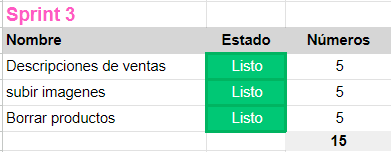 Sprint 3
Nombre Estado Números
Descripciones de ventas Listo 5
subir imagenes Listo 5
Borrar productos Listo 5
15